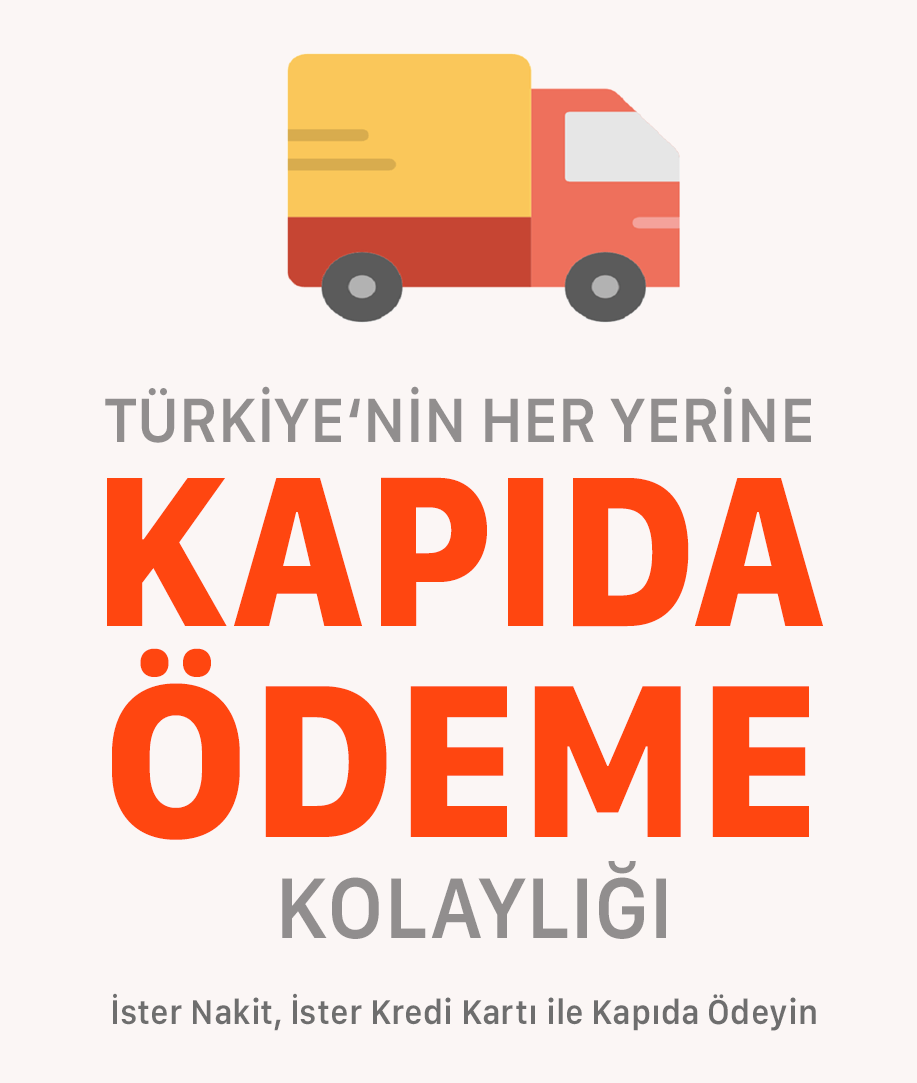 TÜRKİYE‘NİN HER YERİNE
KAPIDA
ÖDEME
KOLAYLIĞI
İster Nakit, İster Kredi Kartı ile Kapıda Ödeyin